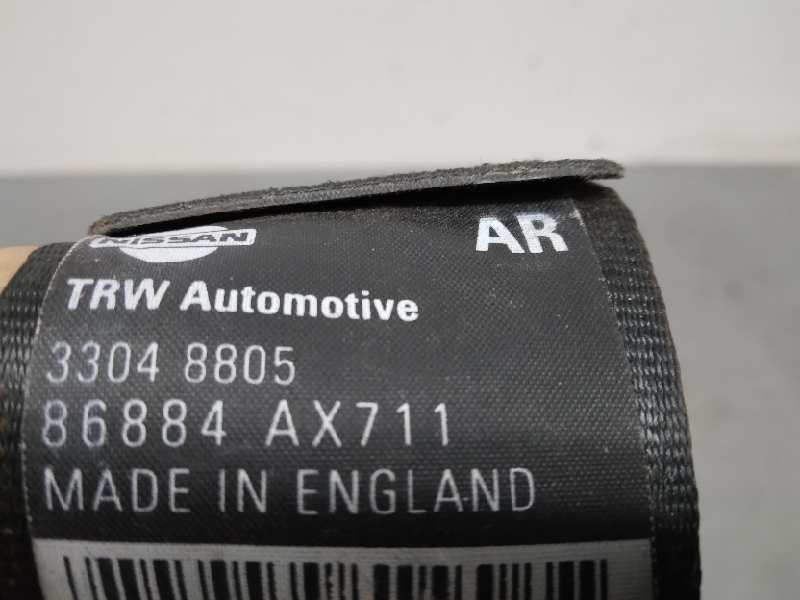 NISSAN
AR
TRW Automotive
3304 8805
86884 AX711
MADE IN ENGLAND